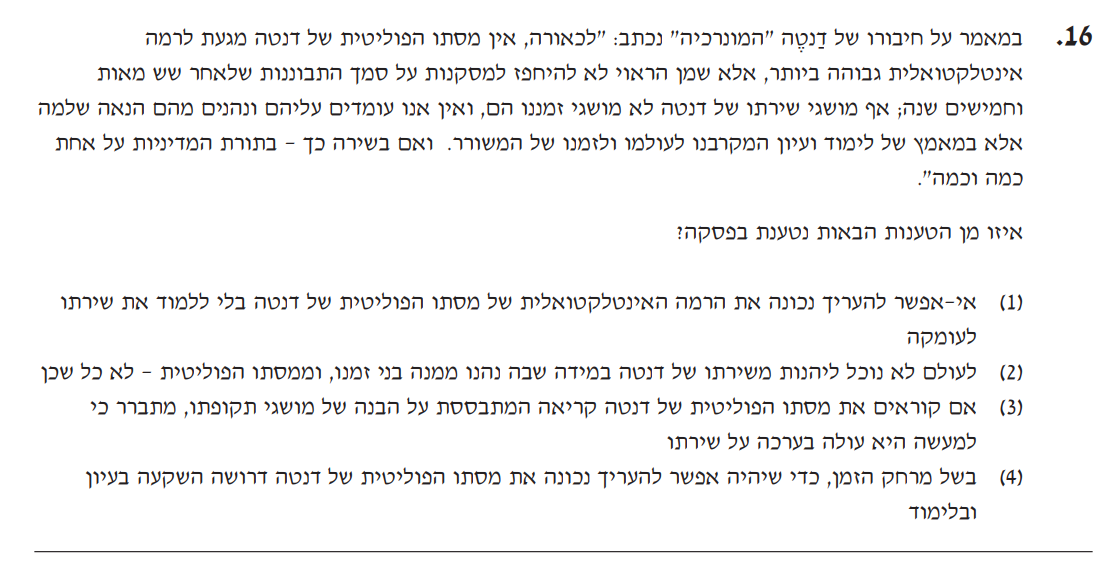 16. במאמר על חיבורו של דַנטֶה "המונרכיה" נכתב: "לכאורה, אין מסתו הפוליטית של דנטה מגעת לרמה
אינטלקטואלית גבוהה ביותר, אלא שמן הראוי לא להיחפז למסקנות על סמך התבוננות שלאחר שש מאות
וחמישים שנה; אף מושגי שירתו של דנטה לא מושגי זמננו הם, ואין אנו עומדים עליהם ונהנים מהם הנאה שלמה
אלא במאמץ של לימוד ועיון המקרבנו לעולמו ולזמנו של המשורר. ואם בשירה כך - בתורת המדיניות על אחת
כמה וכמה".
איזו מן הטענות הבאות נטענת בפסקה?
(1) אי-אפשר להעריך נכונה את הרמה האינטלקטואלית של מסתו הפוליטית של דנטה בלי ללמוד את שירתו
לעומקה
(2) לעולם לא נוכל ליהנות משירתו של דנטה במידה שבה נהנו ממנה בני זמנו, וממסתו הפוליטית - לא כל שכן
(3) אם קוראים את מסתו הפוליטית של דנטה קריאה המתבססת על הבנה של מושגי תקופתו, מתברר כי
למעשה היא עולה בערכה על שירתו
(4) בשל מרחק הזמן, כדי שיהיה אפשר להעריך נכונה את מסתו הפוליטית של דנטה דרושה השקעה בעיון
ובלימוד